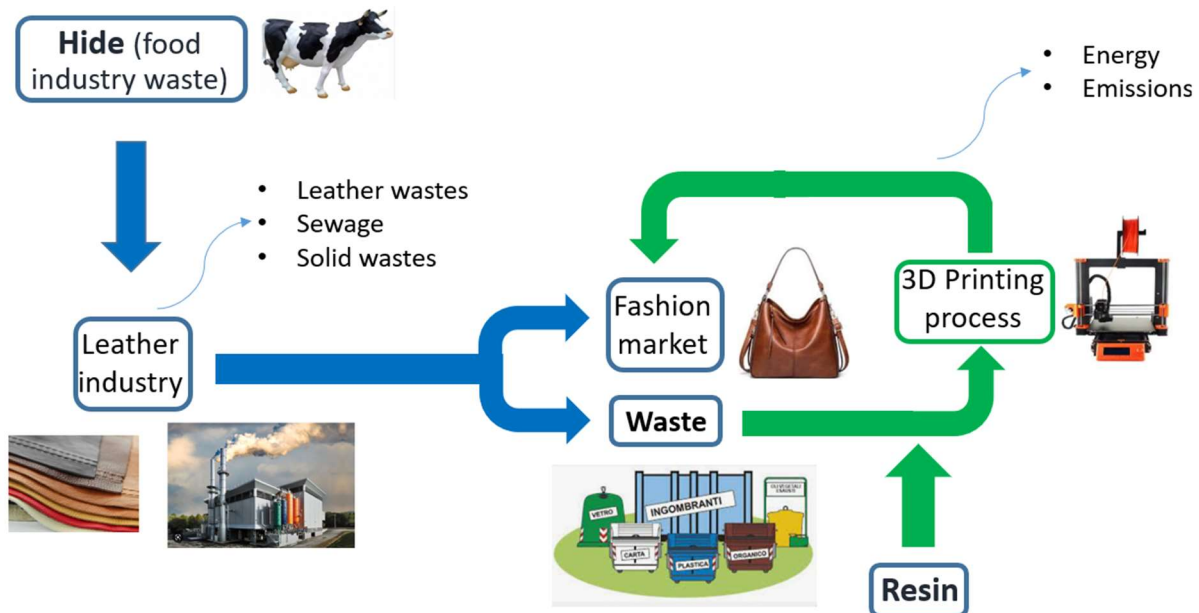 Hide (food
industry waste)
• Energy
• Emissions
• Leather wastes
• Sewage
• Solid wastes
Fashion
market
3D Printing
process
Leather
industry
Waste
VETRO
INGOMBRANTI
CARTA
PLASTICA
ORGANICO
Resin